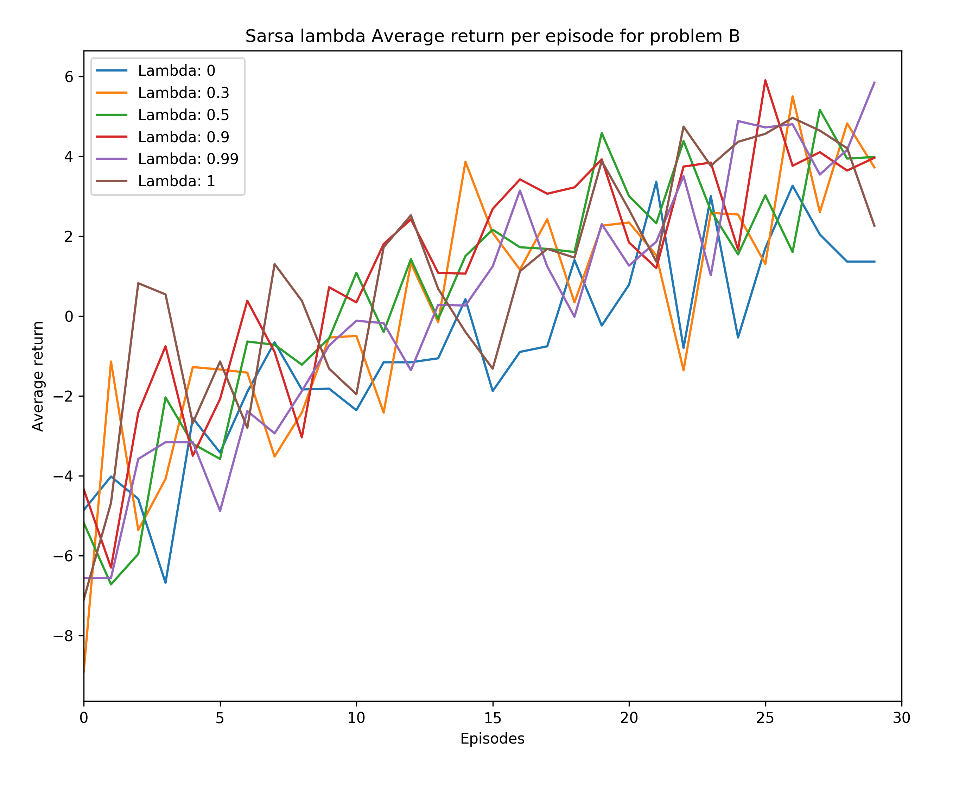 Sarsa lambda Average return per episode for problem B
Lambda: 0
Lambda: 0.3
Lambda: 0.5
Lambda: 0.9
Lambda: 0.99
Lambda: 1
Average return
6
4
2
0
−2
−4
−6
−8
0 5 10 15 20 25 30
Episodes